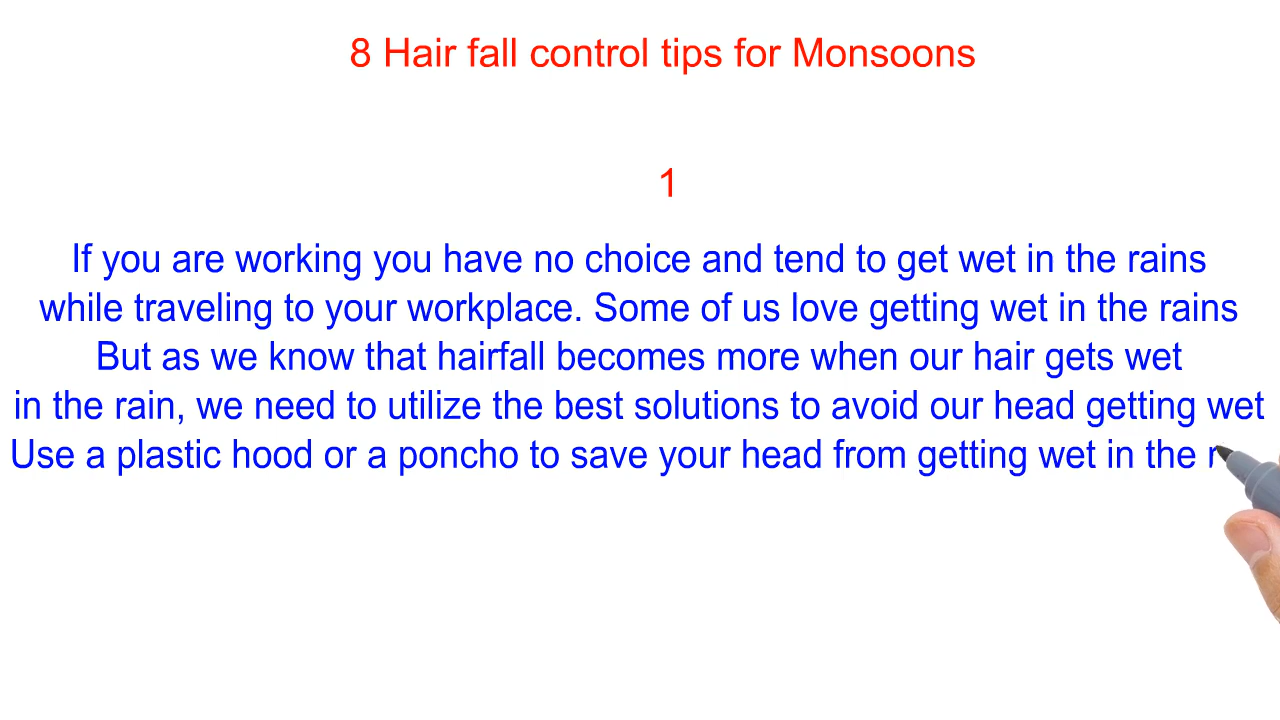 8 Hair fall control tips for Monsoons
1
If you are working you have no choice and tend to get wet in the rains
while traveling to your workplace. Some of us love getting wet in the rains
But as we know that hairfall becomes more when our hair gets wet
in the rain, we need to utilize the best solutions to avoid our head getting wet
Use a plastic hood or a poncho to save your head from getting wet in the